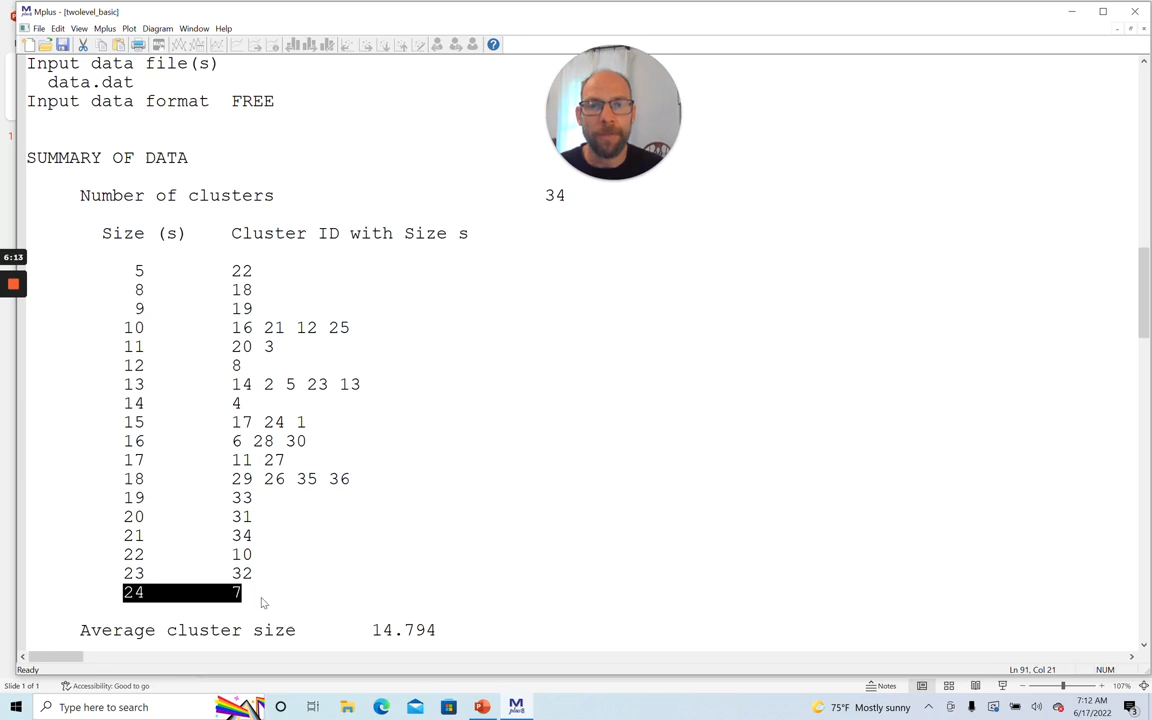 Mplus - [twolevel_basic]
File Edit View Mplus Plot Diagram Window Help
Input data file(s)
data.dat
Input data format FREE
SUMMARY OF DATA
Number of clusters 34
Size (s) Cluster ID with Size s
5 22
8 18
9 19
10 16 21 12 25
11 20 3
12 8
13 14 2 5 23 13
14 4
15 17 24 1
16 6 28 30
17 11 27
18 29 26 35 36
19 33
20 31
21 34
22 10
23 32
24 7
Average cluster size 14.794
6:13
1
Ready Ln 91, Col 21 NUM
Slide 1 of 1 Accessibility: Good to go Notes 107%
Type here to search 75°F Mostly sunny 7:12 AM
6/17/2022
3